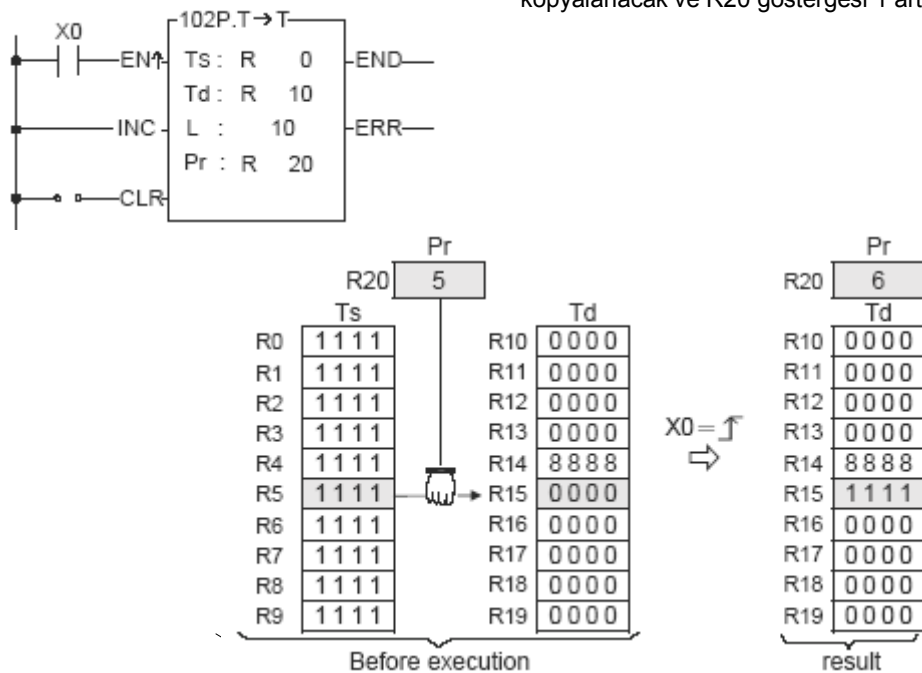 kopyalanacak ve R20 göstergesi 1 art
X0
102P.T→T
EN↑ Ts : R 0 END
Td : R 10
INC L : 10 ERR
Pr : R 20
CLR
Pr Pr
R20 5 R20 6
Ts Td Td
R0 1111 R10 0000 R10 0000
R1 1111 R11 0000 R11 0000
R2 1111 R12 0000 R12 0000
R3 1111 R13 0000 X0= R13 0000
R4 1111 R14 8888 ⇨ R14 8888
R5 1111 R15 0000 R15 1111
R6 1111 R16 0000 R16 0000
R7 1111 R17 0000 R17 0000
R8 1111 R18 0000 R18 0000
R9 1111 R19 0000 R19 0000
Before execution result